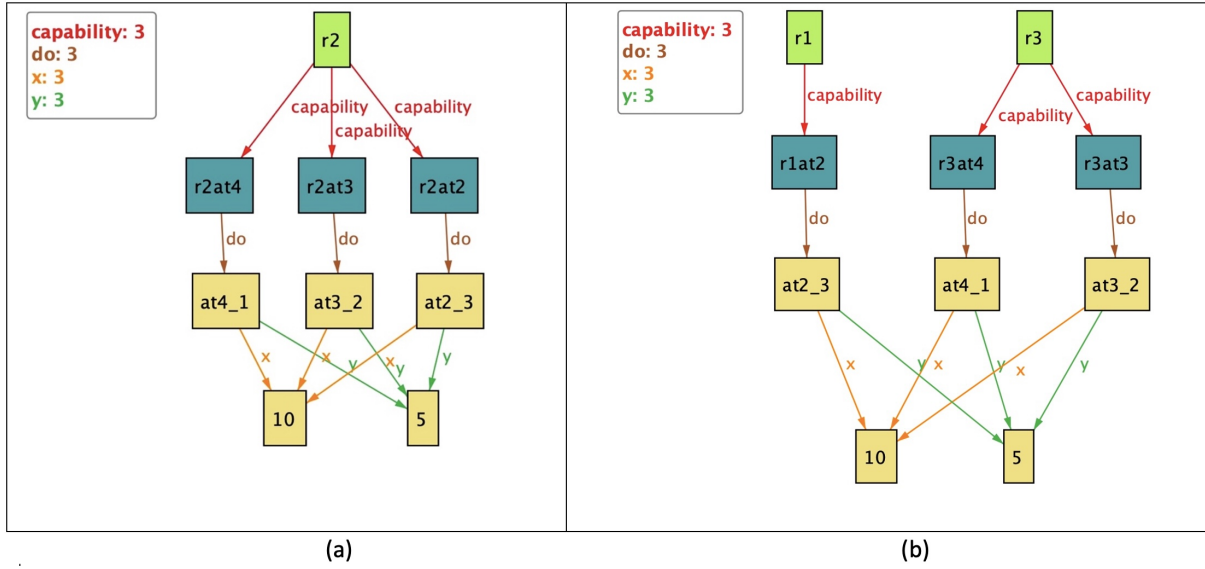 capability: 3
do: 3
x: 3
y: 3
r2
capability
capability
capability
r2at4
r2at3
r2at2
do
do
do
at4_1
at3_2
at2_3
x
x
y
x
y
y
10
5
(a)
capability: 3
do: 3
x: 3
y: 3
r1
r3
capability
capability
capability
r1at2
r3at4
r3at3
do
do
do
at2_3
at4_1
at3_2
x
y
x
y
x
y
10
5
(b)